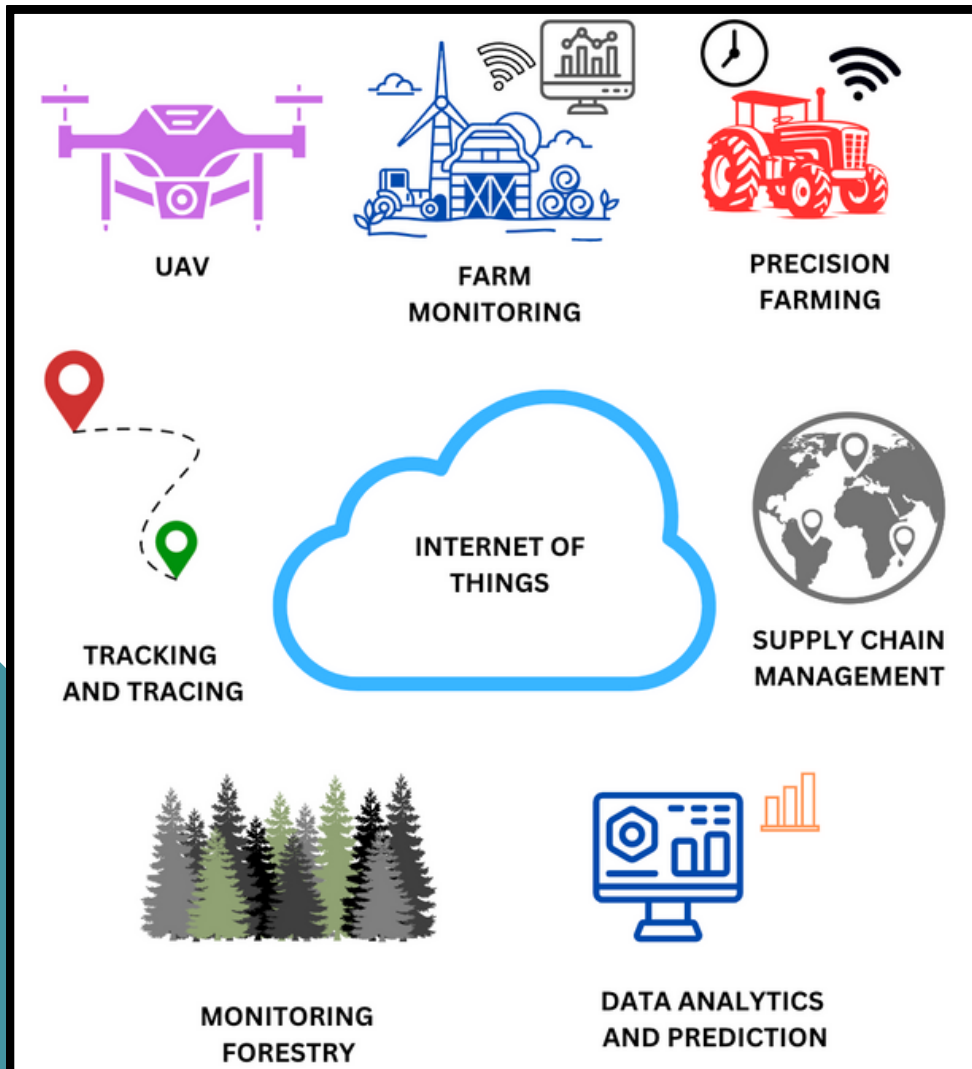 UAV
FARM
MONITORING
PRECISION
FARMING
INTERNET OF
THINGS
TRACKING
AND TRACING
SUPPLY CHAIN
MANAGEMENT
MONITORING
FORESTRY
DATA ANALYTICS
AND PREDICTION